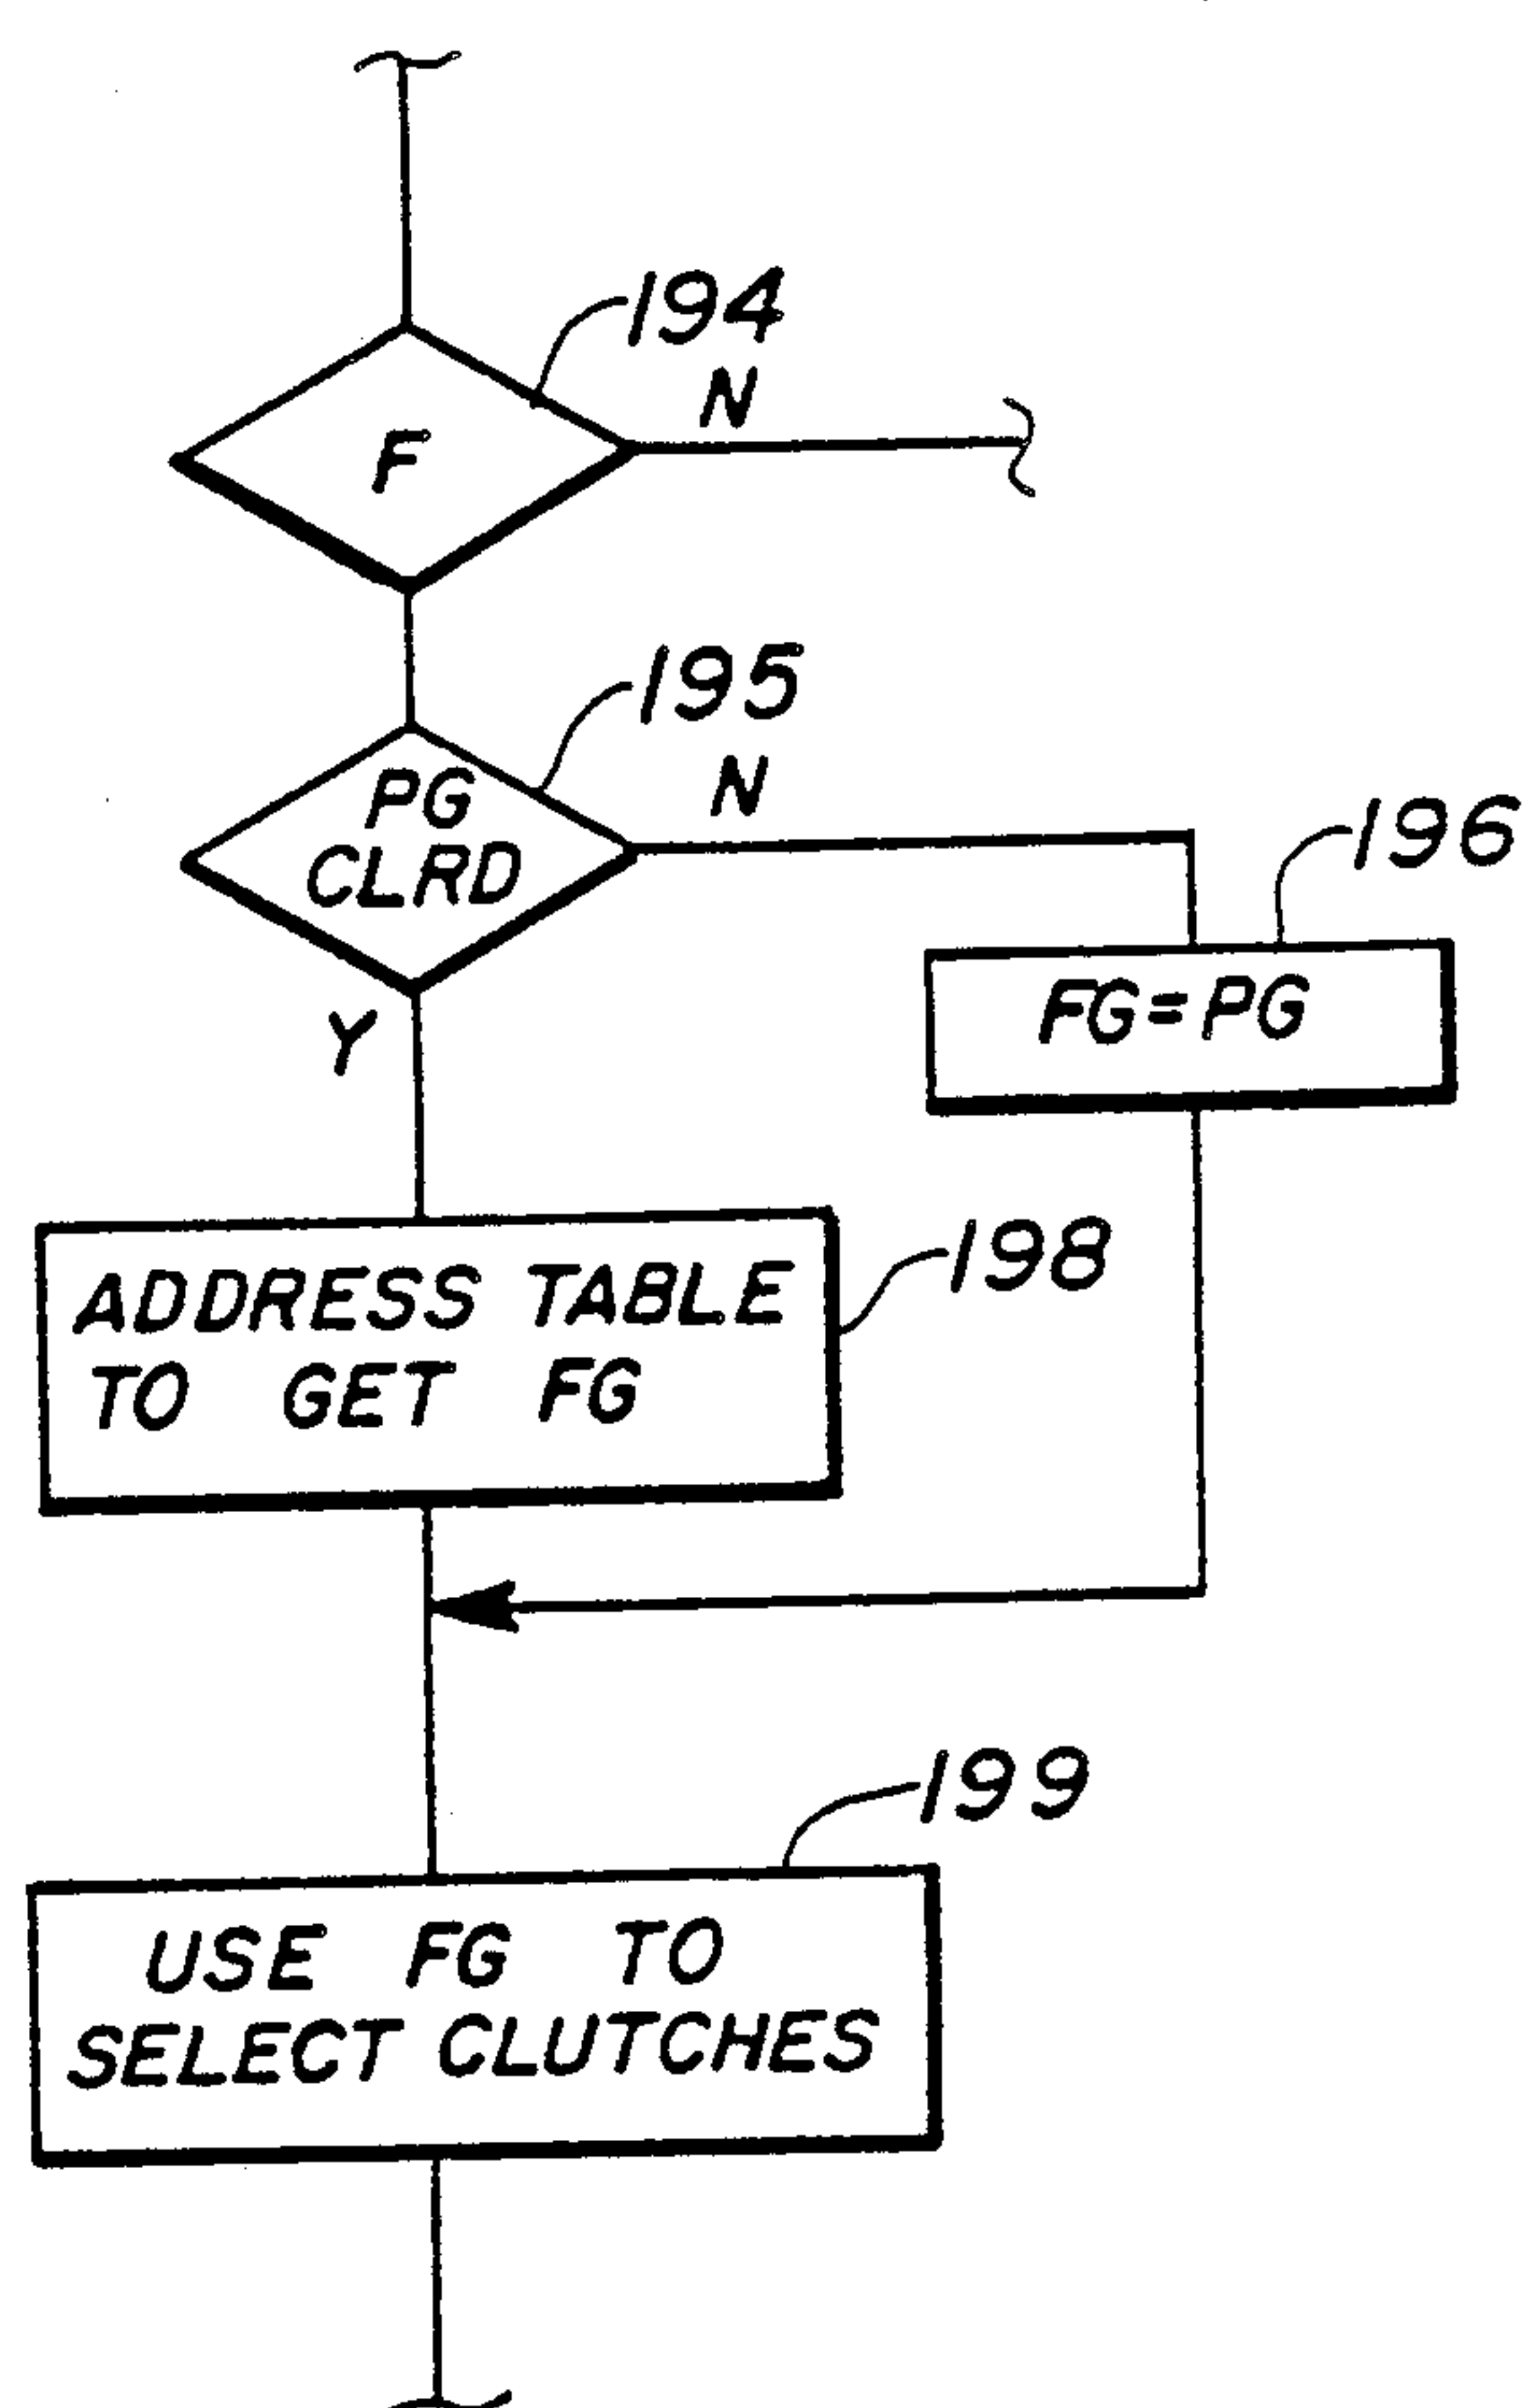 194
N
F
195
N
PG
CLRD
196
FG=PG
Y
ADDRESS TABLE
TO GET FG
198
199
USE FG TO
SELECT CLUTCHES